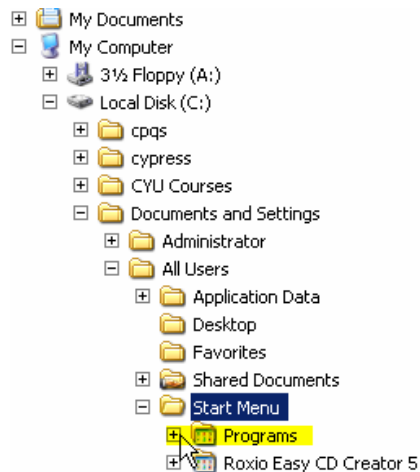 My Documents
My Computer
3½ Floppy (A:)
Local Disk (C:)
cpqs
cypress
CYU Courses
Documents and Settings
Administrator
All Users
Application Data
Desktop
Favorites
Shared Documents
Start Menu
Programs
Roxio Easy CD Creator 5